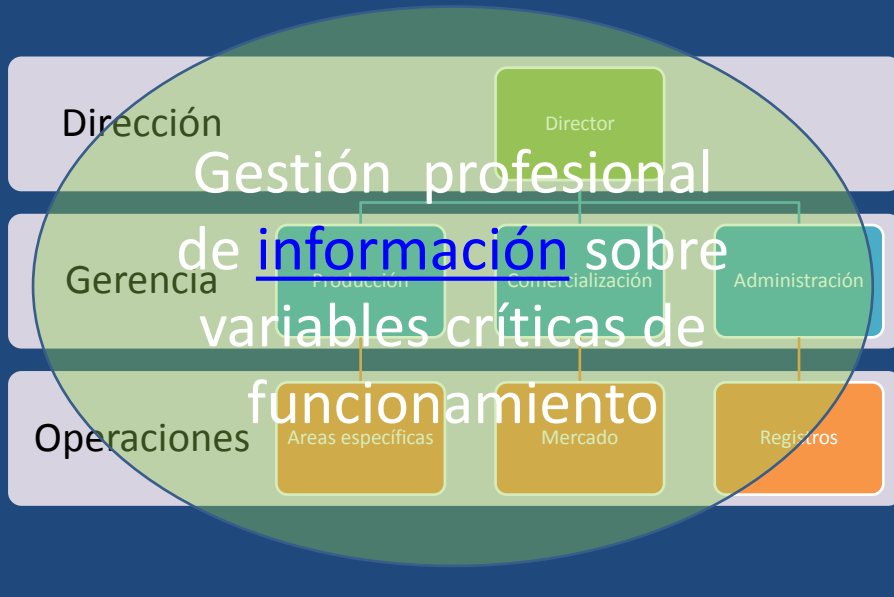 Dirección
Director
Gestión profesional
de información sobre
variables críticas de
funcionamiento
Gerencia
Producción
Comercialización
Administración
Operaciones
Areas específicas
Mercado
Registros